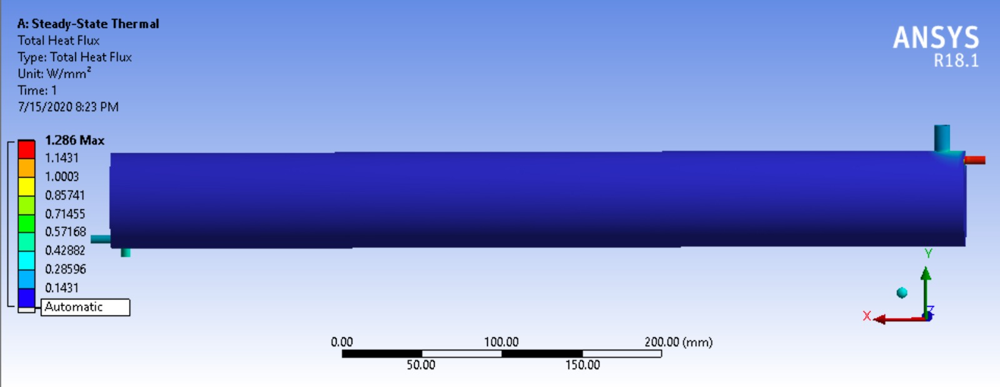 A: Steady-State Thermal
Total Heat Flux
Type: Total Heat Flux
Unit: W/mm²
Time: 1
7/15/2020 8:23 PM
ANSYS
R18.1
1.286 Max
1.1431
1.0003
0.85741
0.71455
0.57168
0.42882
0.28596
0.1431
Automatic
Y
X
Z
0.00
100.00
200.00 (mm)
50.00
150.00